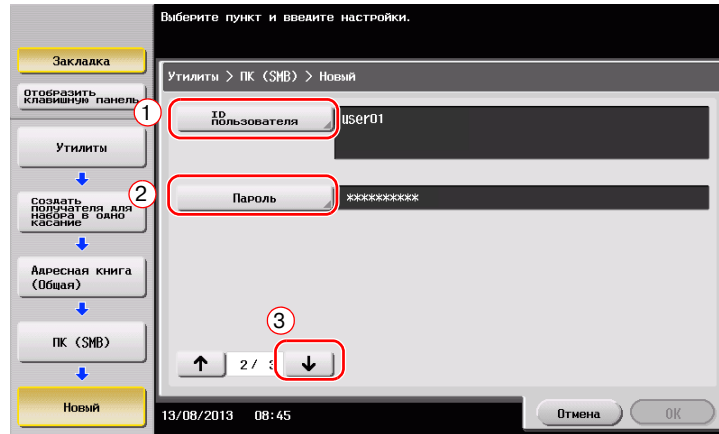 Выберите пункт и введите настройки.
Закладка
Отобразить
клавишную панель
Утилиты
Создать
получателя для
набора в одно
касание
Адресная книга
(Общая)
ПК (SMB)
Новый
Утилиты > ПК (SMB) > Новый
1
ID
пользователя
user01
2
Пароль
**********
3
2/ 3
13/08/2013 08:45
Отмена
OK